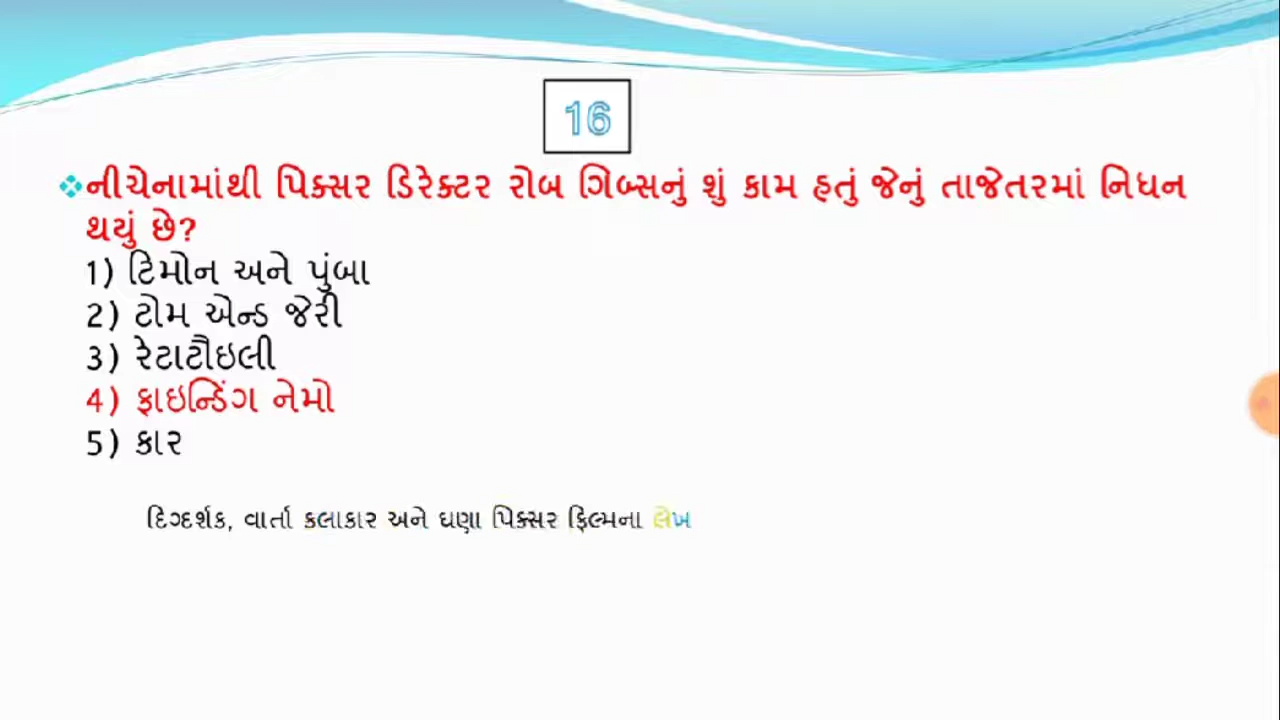 16
નીચેનામાંથી પિક્સર ડિરેક્ટર રોબ ગિબ્સનું શું કામ હતું જેનું તાજેતરમાં નિધન
થયું છે?
1) ટિમોન અને પુંબા
2) ટોમ એન્ડ જેરી
3) રેટાટૌઇલી
4) ફાઇન્ડિંગ નેમો
5) કાર
દિગ્દર્શક, વાર્તા કલાકાર અને ઘણા પિક્સર ફિલ્મના લેખ